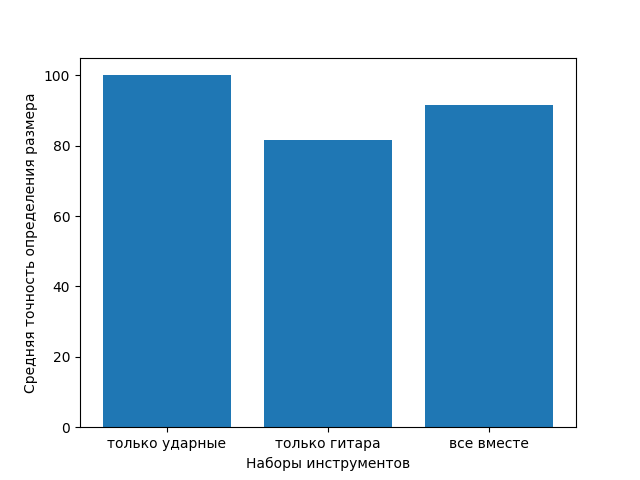 Средняя точность определения размера
100
80
60
40
20
0
только ударные
только гитара
все вместе
Наборы инструментов